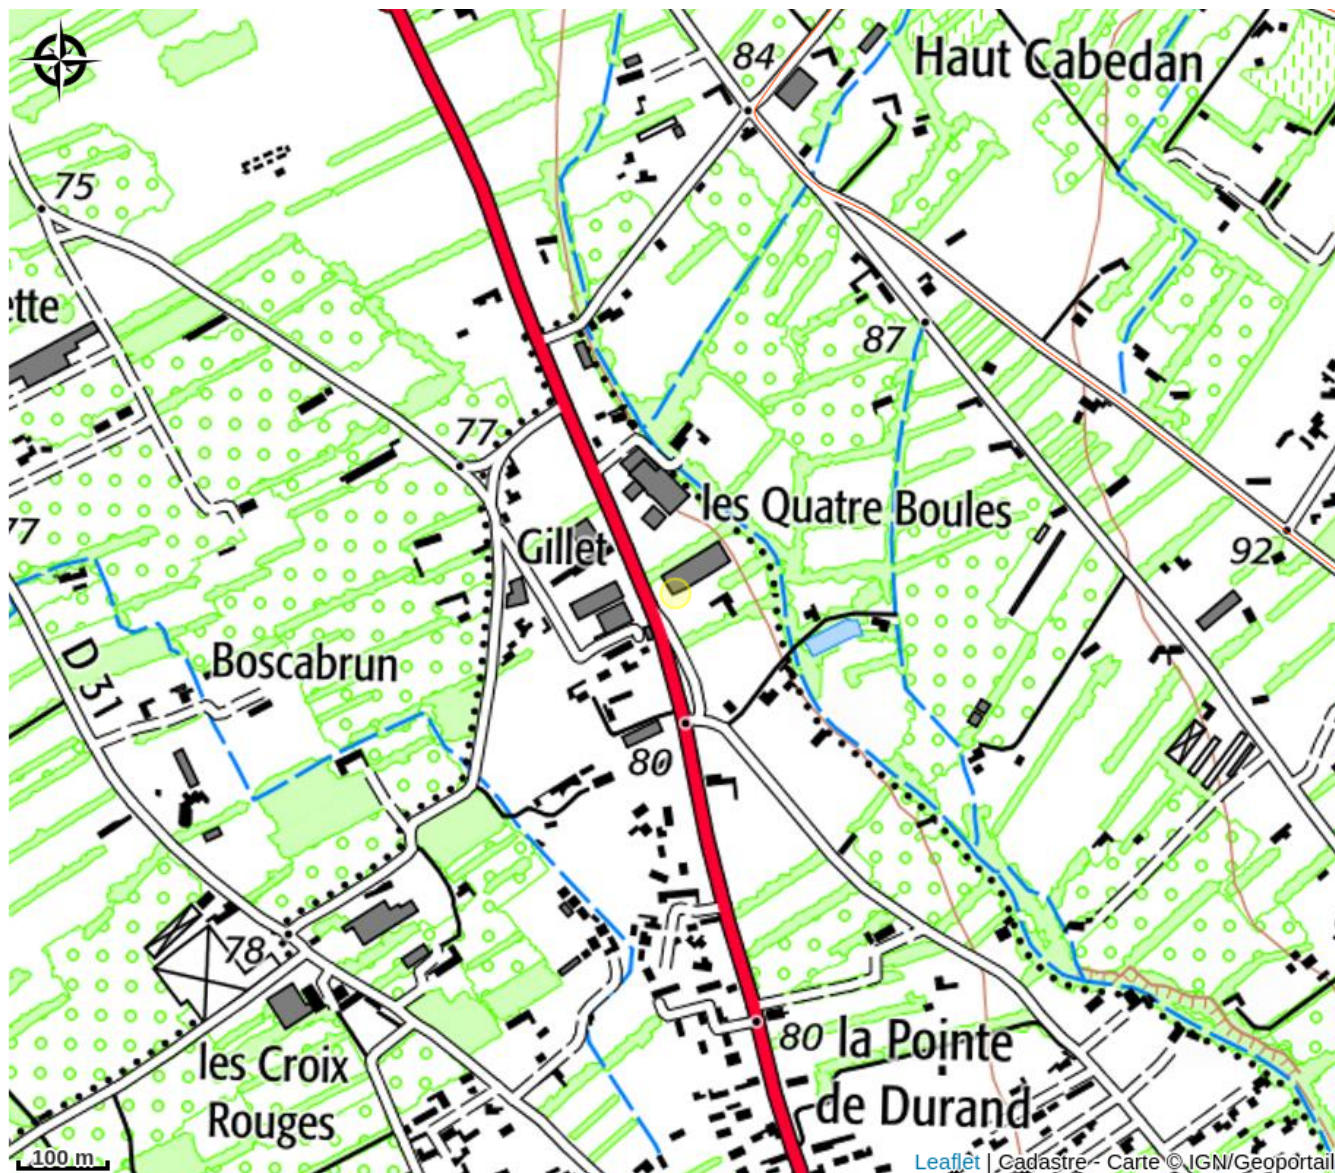 84
Haut Cabedan
75
ette
87
77
les Quatre Boules
77
Gillet
92
D 31
Boscabrun
80
78
80
la Pointe
de Durand
les Croix
Rouges
100 m
Leaflet | Cadastre - Carte © IGN/Geoportail